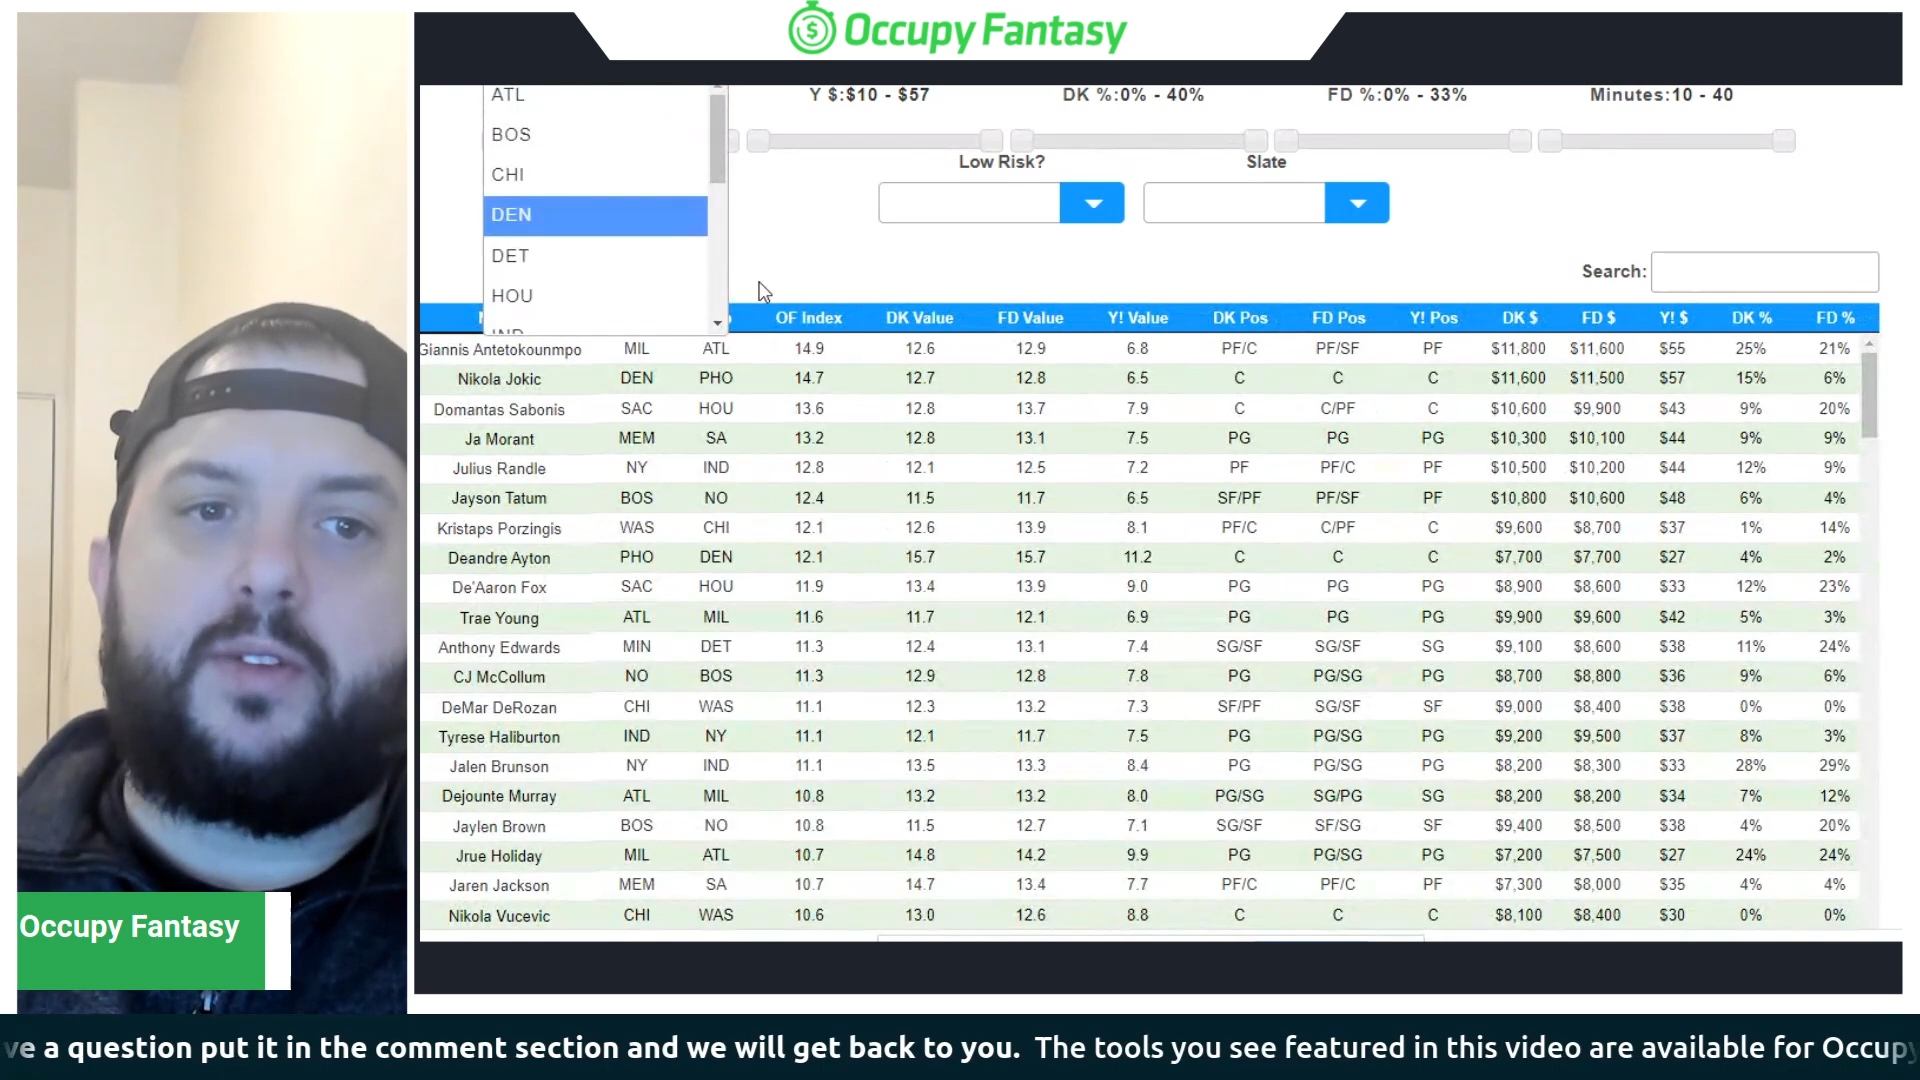 Occupy Fantasy
ATL
BOS
CHI
DEN
DET
HOU
Y $:$10 - $57
DK %:0% - 40%
FD %:0% - 33%
Minutes:10 - 40
Low Risk?
Slate
Search:
OF Index DK Value FD Value Y! Value DK Pos FD Pos Y! Pos DK $ FD $ Y! $ DK % FD %
Giannis Antetokounmpo MIL ATL 14.9 12.6 12.9 6.8 PF/C PF/SF PF $11,800 $11,600 $55 25% 21%
Nikola Jokic DEN PHO 14.7 12.7 12.8 6.5 C C C $11,600 $11,500 $57 15% 6%
Domantas Sabonis SAC HOU 13.6 12.8 13.7 7.9 C C/PF C $10,600 $9,900 $43 9% 20%
Ja Morant MEM SA 13.2 12.8 13.1 7.5 PG PG PG $10,300 $10,100 $44 9% 9%
Julius Randle NY IND 12.8 12.1 12.5 7.2 PF PF/C PF $10,500 $10,200 $44 12% 9%
Jayson Tatum BOS NO 12.4 11.5 11.7 6.5 SF/PF PF/SF PF $10,800 $10,600 $48 6% 4%
Kristaps Porzingis WAS CHI 12.1 12.6 13.9 8.1 PF/C C/PF C $9,600 $8,700 $37 1% 14%
Deandre Ayton PHO DEN 12.1 15.7 15.7 11.2 C C C $7,700 $7,700 $27 4% 2%
De'Aaron Fox SAC HOU 11.9 13.4 13.9 9.0 PG PG PG $8,900 $8,600 $33 12% 23%
Trae Young ATL MIL 11.6 11.7 12.1 6.9 PG PG PG $9,900 $9,600 $42 5% 3%
Anthony Edwards MIN DET 11.3 12.4 13.1 7.4 SG/SF SG/SF SG $9,100 $8,600 $38 11% 24%
CJ McCollum NO BOS 11.3 12.9 12.8 7.8 PG PG/SG PG $8,700 $8,800 $36 9% 6%
DeMar DeRozan CHI WAS 11.1 12.3 13.2 7.3 SF/PF SG/SF SF $9,000 $8,400 $38 0% 0%
Tyrese Haliburton IND NY 11.1 12.1 11.7 7.5 PG PG/SG PG $9,200 $9,500 $37 8% 3%
Jalen Brunson NY IND 11.1 13.5 13.3 8.4 PG PG/SG PG $8,200 $8,300 $33 28% 29%
Dejounte Murray ATL MIL 10.8 13.2 13.2 8.0 PG/SG SG/PG SG $8,200 $8,200 $34 7% 12%
Jaylen Brown BOS NO 10.8 11.5 12.7 7.1 SG/SF SF/SG SF $9,400 $8,500 $38 4% 20%
Jrue Holiday MIL ATL 10.7 14.8 14.2 9.9 PG PG/SG PG $7,200 $7,500 $27 24% 24%
Jaren Jackson MEM SA 10.7 14.7 13.4 7.7 PF/C PF/C PF $7,300 $8,000 $35 4% 4%
Nikola Vucevic CHI WAS 10.6 13.0 12.6 8.8 C C C $8,100 $8,400 $30 0% 0%
Occupy Fantasy
ve a question put it in the comment section and we will get back to you. The tools you see featured in this video are available for Occupy